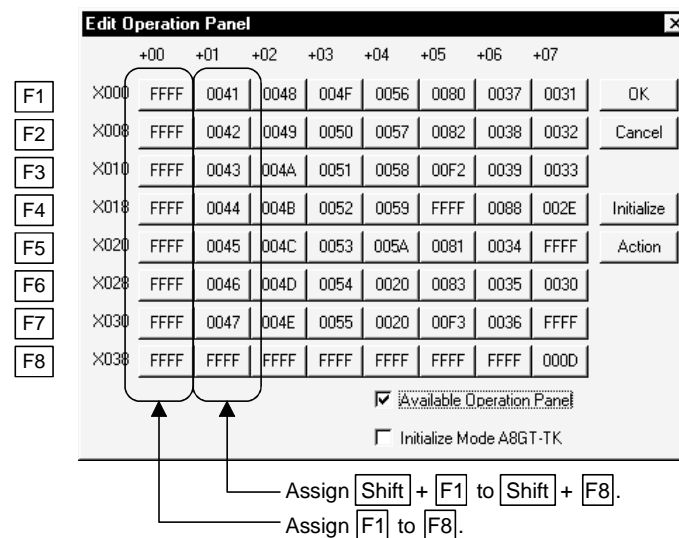 Edit Operation Panel
+00 +01 +02 +03 +04 +05 +06 +07
F1 X000 FFFF 0041 0048 004F 0056 0080 0037 0031 OK
F2 X008 FFFF 0042 0049 0050 0057 0082 0038 0032 Cancel
F3 X010 FFFF 0043 004A 0051 0058 00F2 0039 0033
F4 X018 FFFF 0044 004B 0052 0059 FFFF 0088 002E Initialize
F5 X020 FFFF 0045 004C 0053 005A 0081 0034 FFFF Action
F6 X028 FFFF 0046 004D 0054 0020 0083 0035 0030
F7 X030 FFFF 0047 004E 0055 0020 00F3 0036 FFFF
F8 X038 FFFF FFFF FFFF FFFF FFFF FFFF FFFF 000D
Available Operation Panel
Initialize Mode A8GT-TK
Assign Shift + F1 to Shift + F8.
Assign F1 to F8.